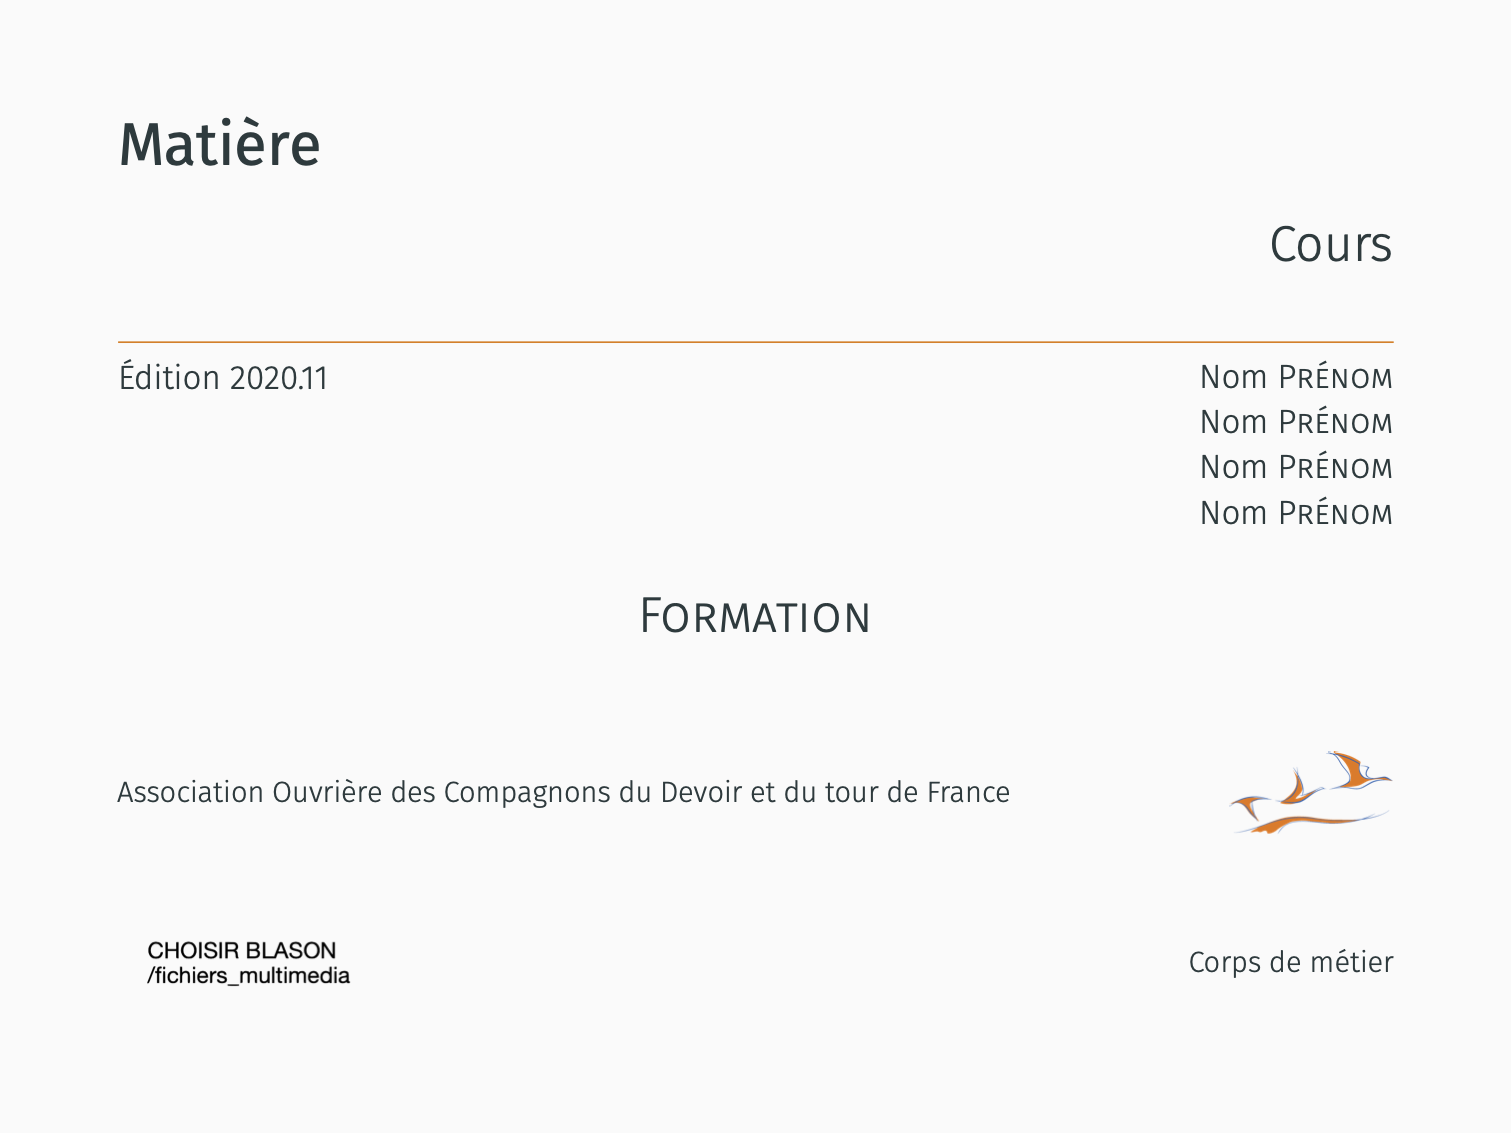 Matière
Cours
Édition 2020.11
Nom PRÉNOM
Nom PRÉNOM
Nom PRÉNOM
Nom PRÉNOM
FORMATION
Association Ouvrière des Compagnons du Devoir et du tour de France
CHOISIR BLASON
/fichiers_multimedia
Corps de métier